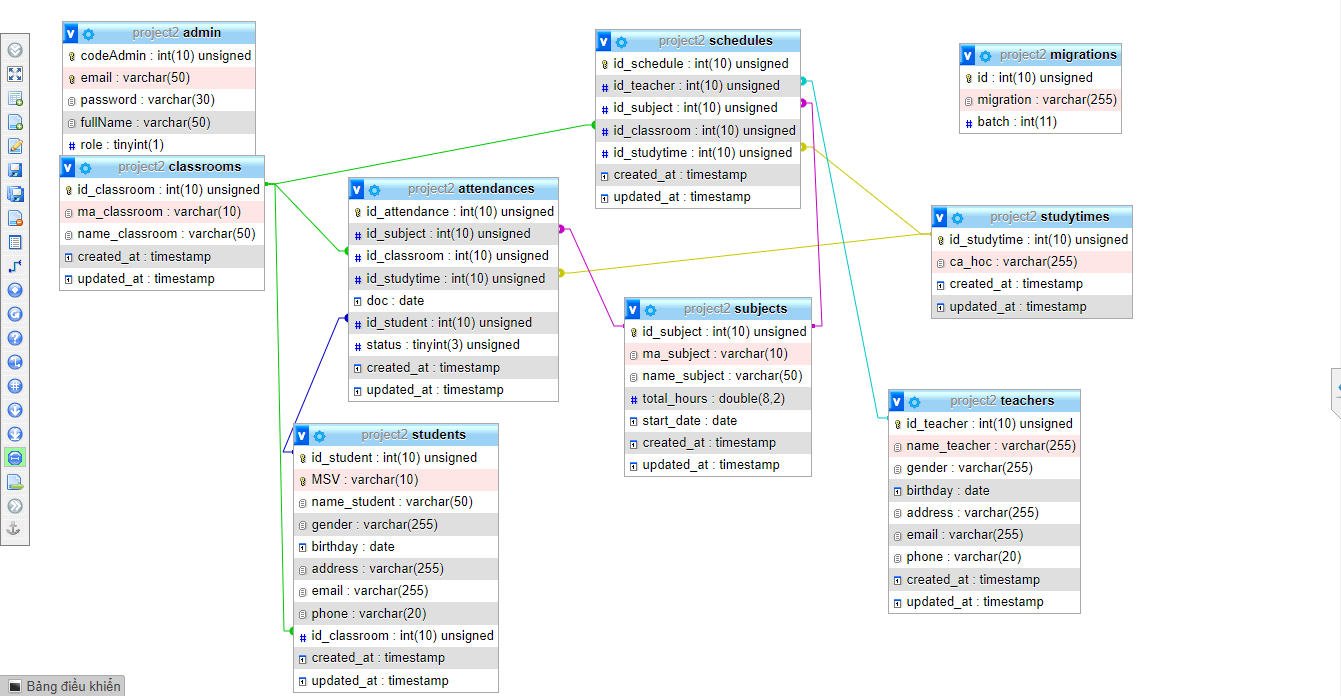 project2 admin
codeAdmin : int(10) unsigned
email : varchar(50)
password : varchar(30)
fullName : varchar(50)
role : tinyint(1)
project2 classrooms
id_classroom : int(10) unsigned
ma_classroom : varchar(10)
name_classroom : varchar(50)
created_at : timestamp
updated_at : timestamp
project2 attendances
id_attendance : int(10) unsigned
id_subject : int(10) unsigned
id_classroom : int(10) unsigned
id_studytime : int(10) unsigned
doc : date
id_student : int(10) unsigned
status : tinyint(3) unsigned
created_at : timestamp
updated_at : timestamp
project2 students
id_student : int(10) unsigned
MSV : varchar(10)
name_student : varchar(50)
gender : varchar(255)
birthday : date
address : varchar(255)
email : varchar(255)
phone : varchar(20)
id_classroom : int(10) unsigned
created_at : timestamp
updated_at : timestamp
project2 schedules
id_schedule : int(10) unsigned
id_teacher : int(10) unsigned
id_subject : int(10) unsigned
id_classroom : int(10) unsigned
id_studytime : int(10) unsigned
created_at : timestamp
updated_at : timestamp
project2 subjects
id_subject : int(10) unsigned
ma_subject : varchar(10)
name_subject : varchar(50)
total_hours : double(8,2)
start_date : date
created_at : timestamp
updated_at : timestamp
project2 migrations
id : int(10) unsigned
migration : varchar(255)
batch : int(11)
project2 studytimes
id_studytime : int(10) unsigned
ca_hoc : varchar(255)
created_at : timestamp
updated_at : timestamp
project2 teachers
id_teacher : int(10) unsigned
name_teacher : varchar(255)
gender : varchar(255)
birthday : date
address : varchar(255)
email : varchar(255)
phone : varchar(20)
created_at : timestamp
updated_at : timestamp
Bảng điều khiển